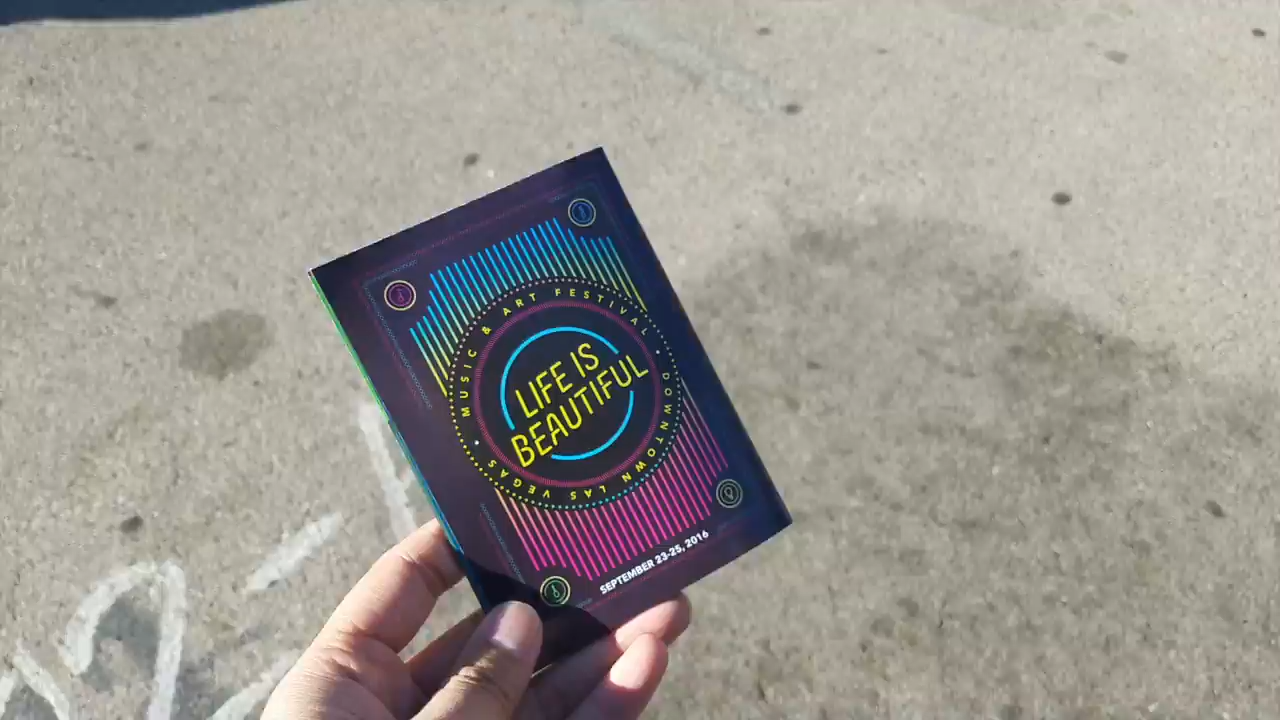 MUSIC & ART FESTIVAL • DOWNTOWN LAS VEGAS •
LIFE IS
BEAUTIFUL
SEPTEMBER 23-25, 2016